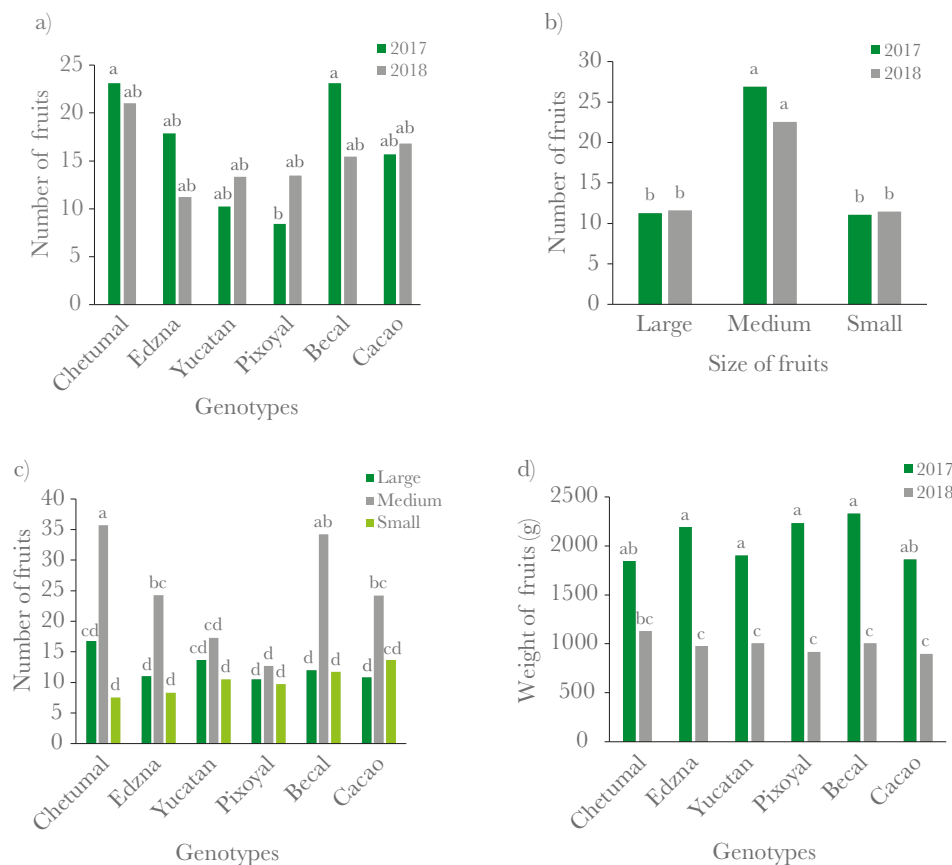 a)
2017
2018
25
20
15
10
5
0
Number of fruits
a
ab
ab
ab
ab
ab
b
ab
a
ab
ab
ab
Chetumal
Edzna
Yucatan
Pixoyal
Becal
Cacao
Genotypes
b)
2017
2018
30
25
20
15
10
5
0
Number of fruits
b
b
a
a
b
b
Large
Medium
Small
Size of fruits
c)
Large
Medium
Small
40
35
30
25
20
15
10
5
0
Number of fruits
cd
a
d
d
bc
d
cd
d
d
d
d
d
d
ab
d
d
bc
cd
Chetumal
Edzna
Yucatan
Pixoyal
Becal
Cacao
Genotypes
d)
2017
2018
2500
2000
1500
1000
500
0
Weight of fruits (g)
ab
bc
a
c
a
c
a
c
a
c
ab
c
Chetumal
Edzna
Yucatan
Pixoyal
Becal
Cacao
Genotypes